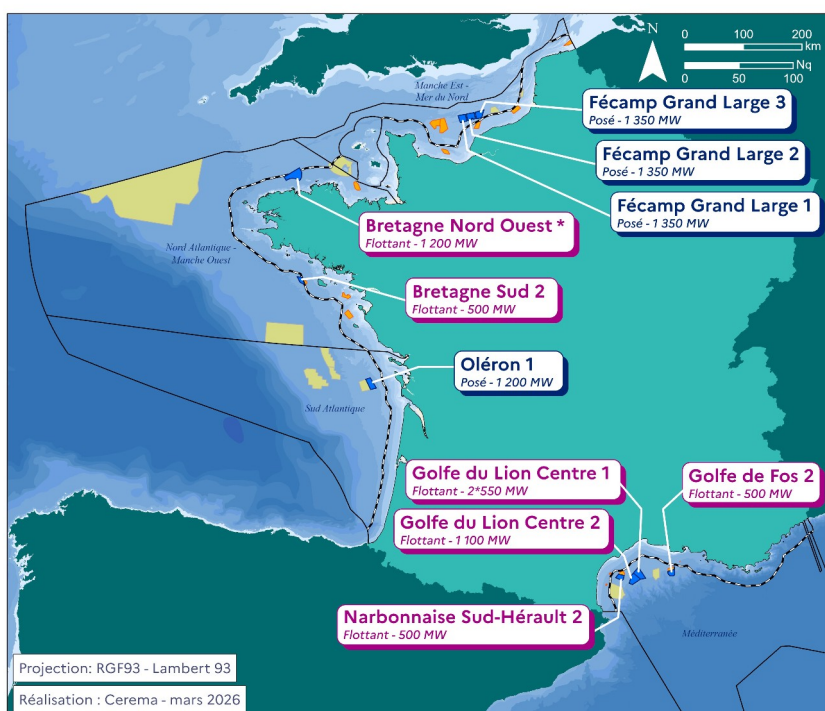 N
0 100 200
km
Nq
0 50 100
Manche Est -
Mer du Nord
Fécamp Grand Large 3
Posé - 1 350 MW
Fécamp Grand Large 2
Posé - 1 350 MW
Fécamp Grand Large 1
Posé - 1 350 MW
Bretagne Nord Ouest *
Flottant - 1 200 MW
Nord Atlantique -
Manche Ouest
Bretagne Sud 2
Flottant - 500 MW
Oléron 1
Posé - 1 200 MW
Sud Atlantique
Golfe du Lion Centre 1
Flottant - 2*550 MW
Golfe de Fos 2
Flottant - 500 MW
Golfe du Lion Centre 2
Flottant - 1 100 MW
Narbonnaise Sud-Hérault 2
Flottant - 500 MW
Méditerranée
Projection: RGF93 - Lambert 93
Réalisation : Cerema - mars 2026